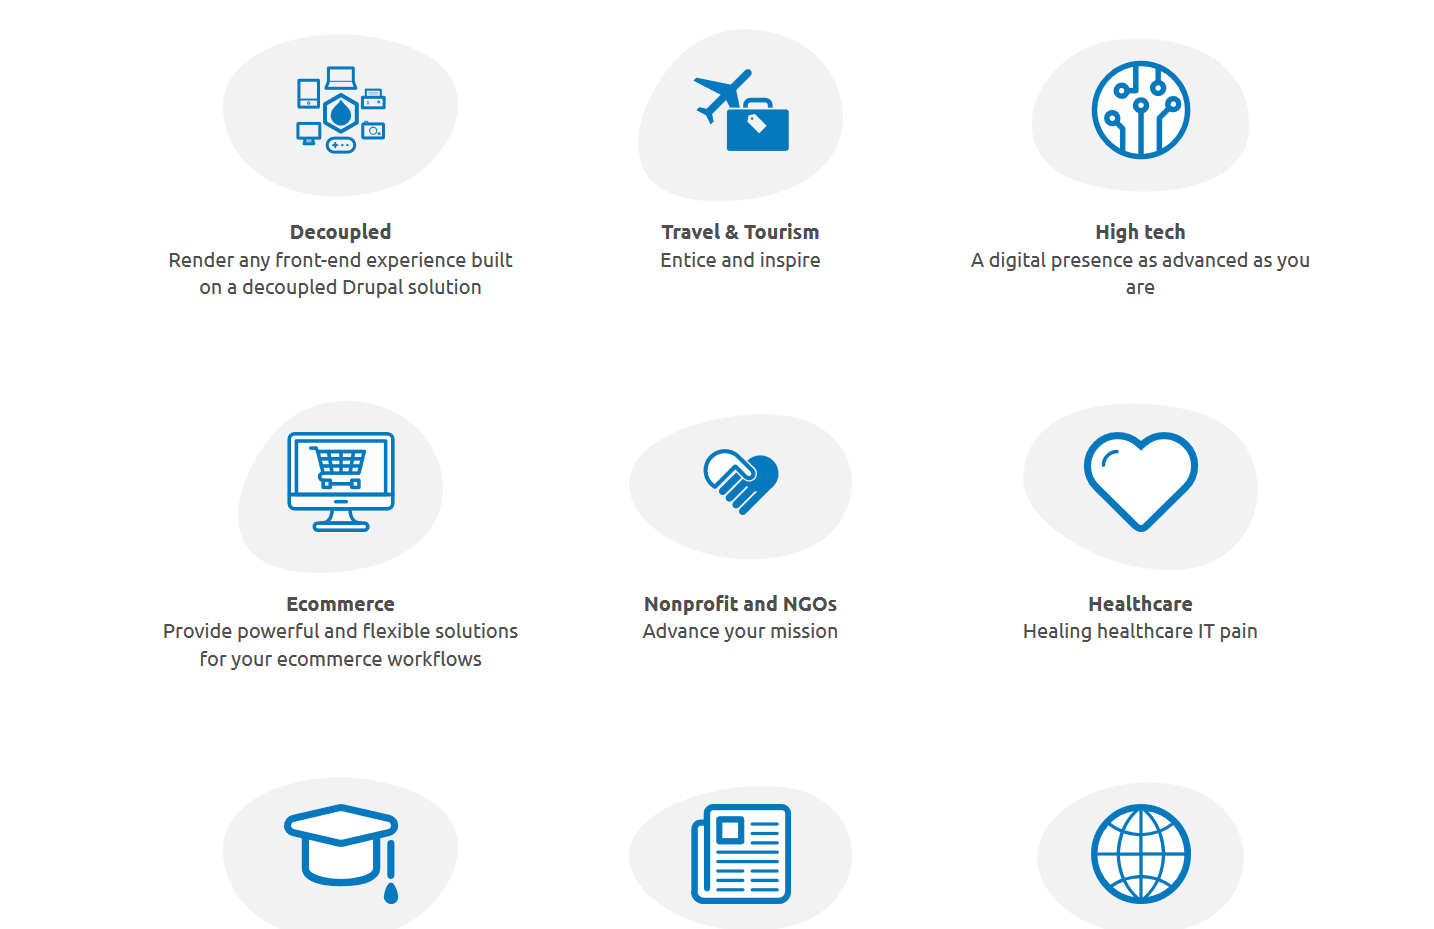 Decoupled
Render any front-end experience built
on a decoupled Drupal solution
Travel & Tourism
Entice and inspire
High tech
A digital presence as advanced as you
are
Ecommerce
Provide powerful and flexible solutions
for your ecommerce workflows
Nonprofit and NGOs
Advance your mission
Healthcare
Healing healthcare IT pain